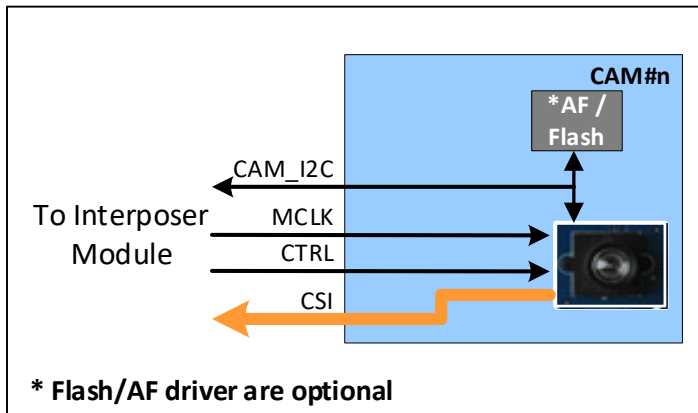 CAM#n
*AF /
Flash
CAM_I2C
To Interposer
Module
MCLK
CTRL
CSI
* Flash/AF driver are optional